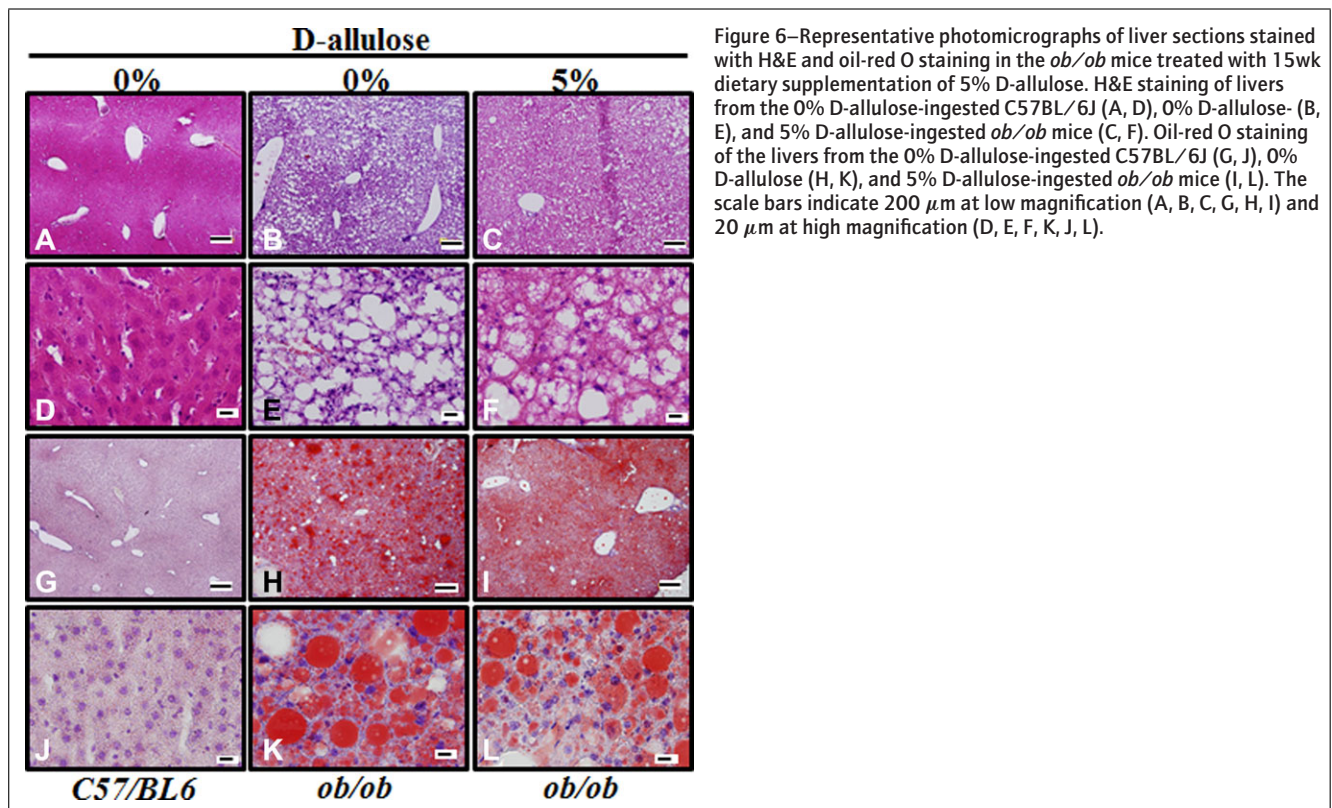 D-allulose
0% 0% 5%
A B C
D E F
G H I
J K L
C57/BL6 ob/ob ob/ob
Figure 6–Representative photomicrographs of liver sections stained
with H&E and oil-red O staining in the ob/ob mice treated with 15wk
dietary supplementation of 5% D-allulose. H&E staining of livers
from the 0% D-allulose-ingested C57BL/6J (A, D), 0% D-allulose- (B,
E), and 5% D-allulose-ingested ob/ob mice (C, F). Oil-red O staining
of the livers from the 0% D-allulose-ingested C57BL/6J (G, J), 0%
D-allulose (H, K), and 5% D-allulose-ingested ob/ob mice (I, L). The
scale bars indicate 200 μm at low magnification (A, B, C, G, H, I) and
20 μm at high magnification (D, E, F, K, J, L).